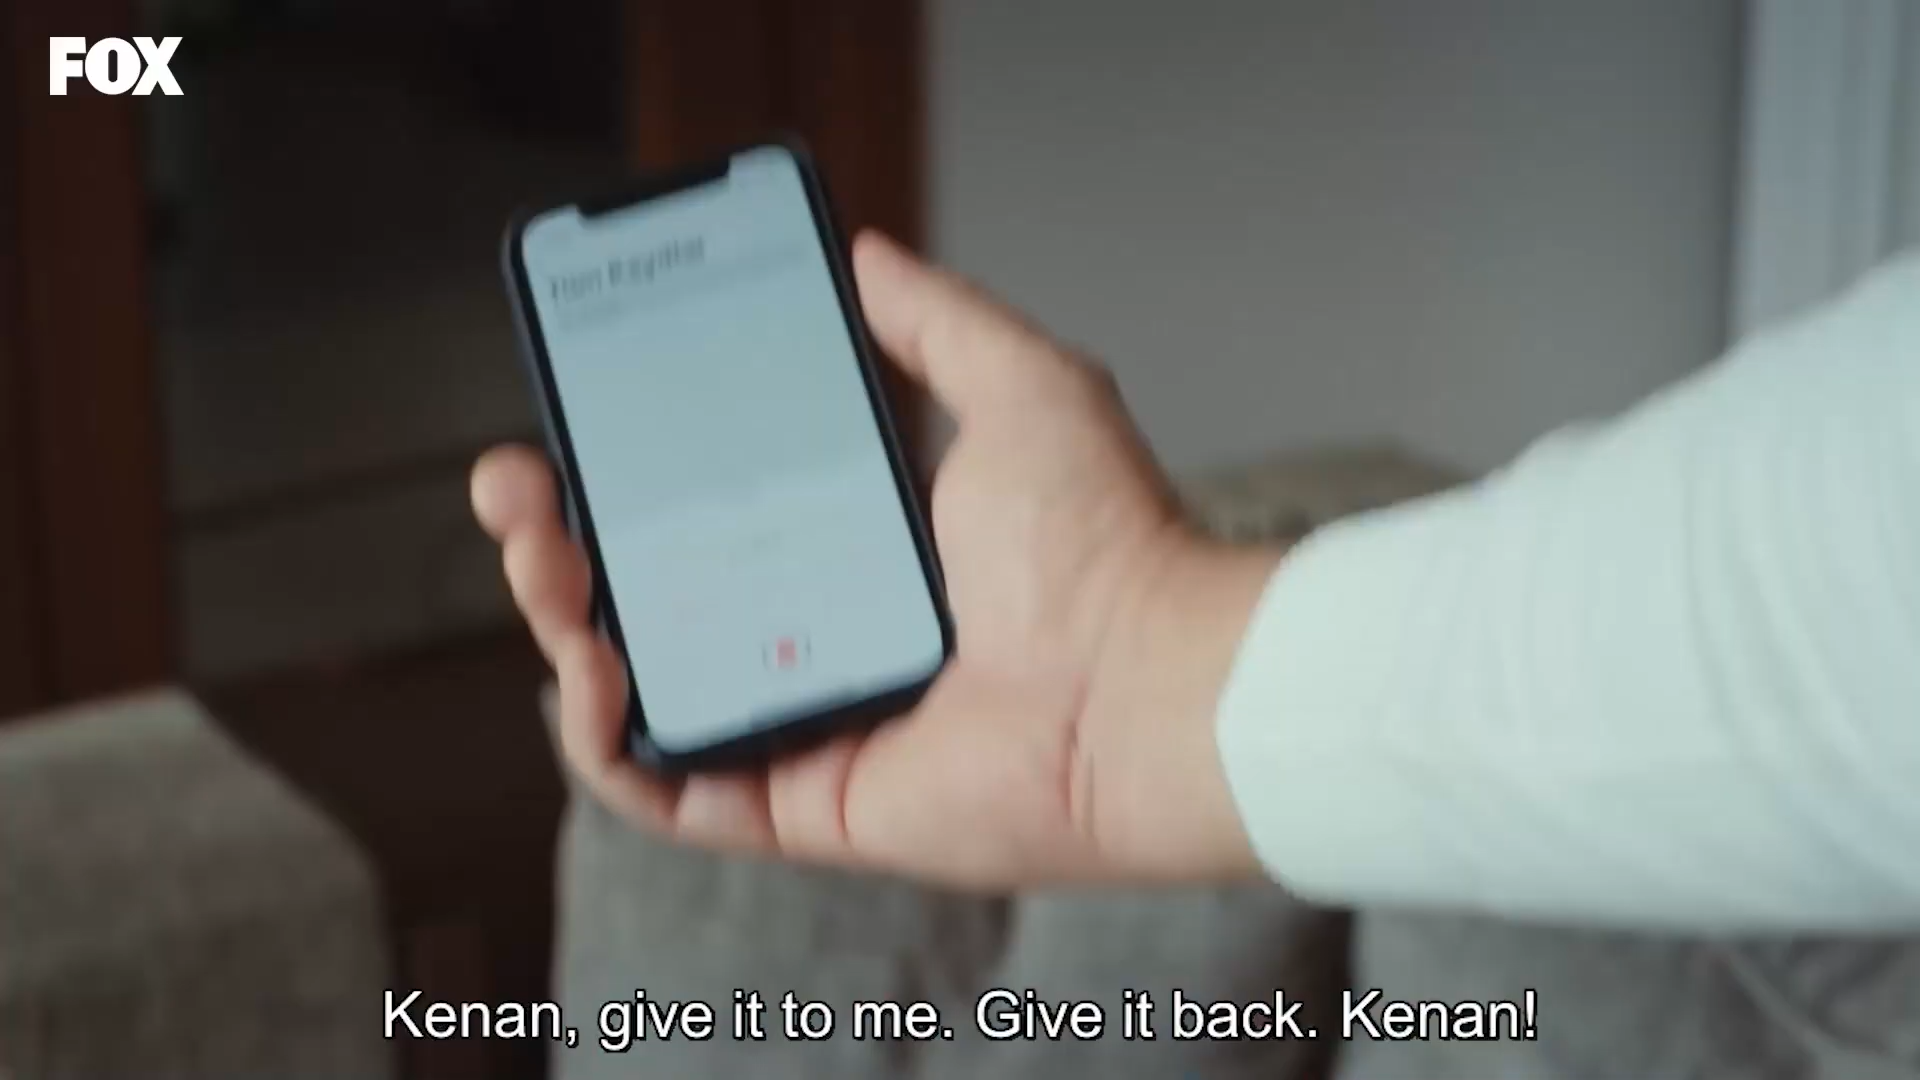 FOX
Kenan, give it to me. Give it back. Kenan!